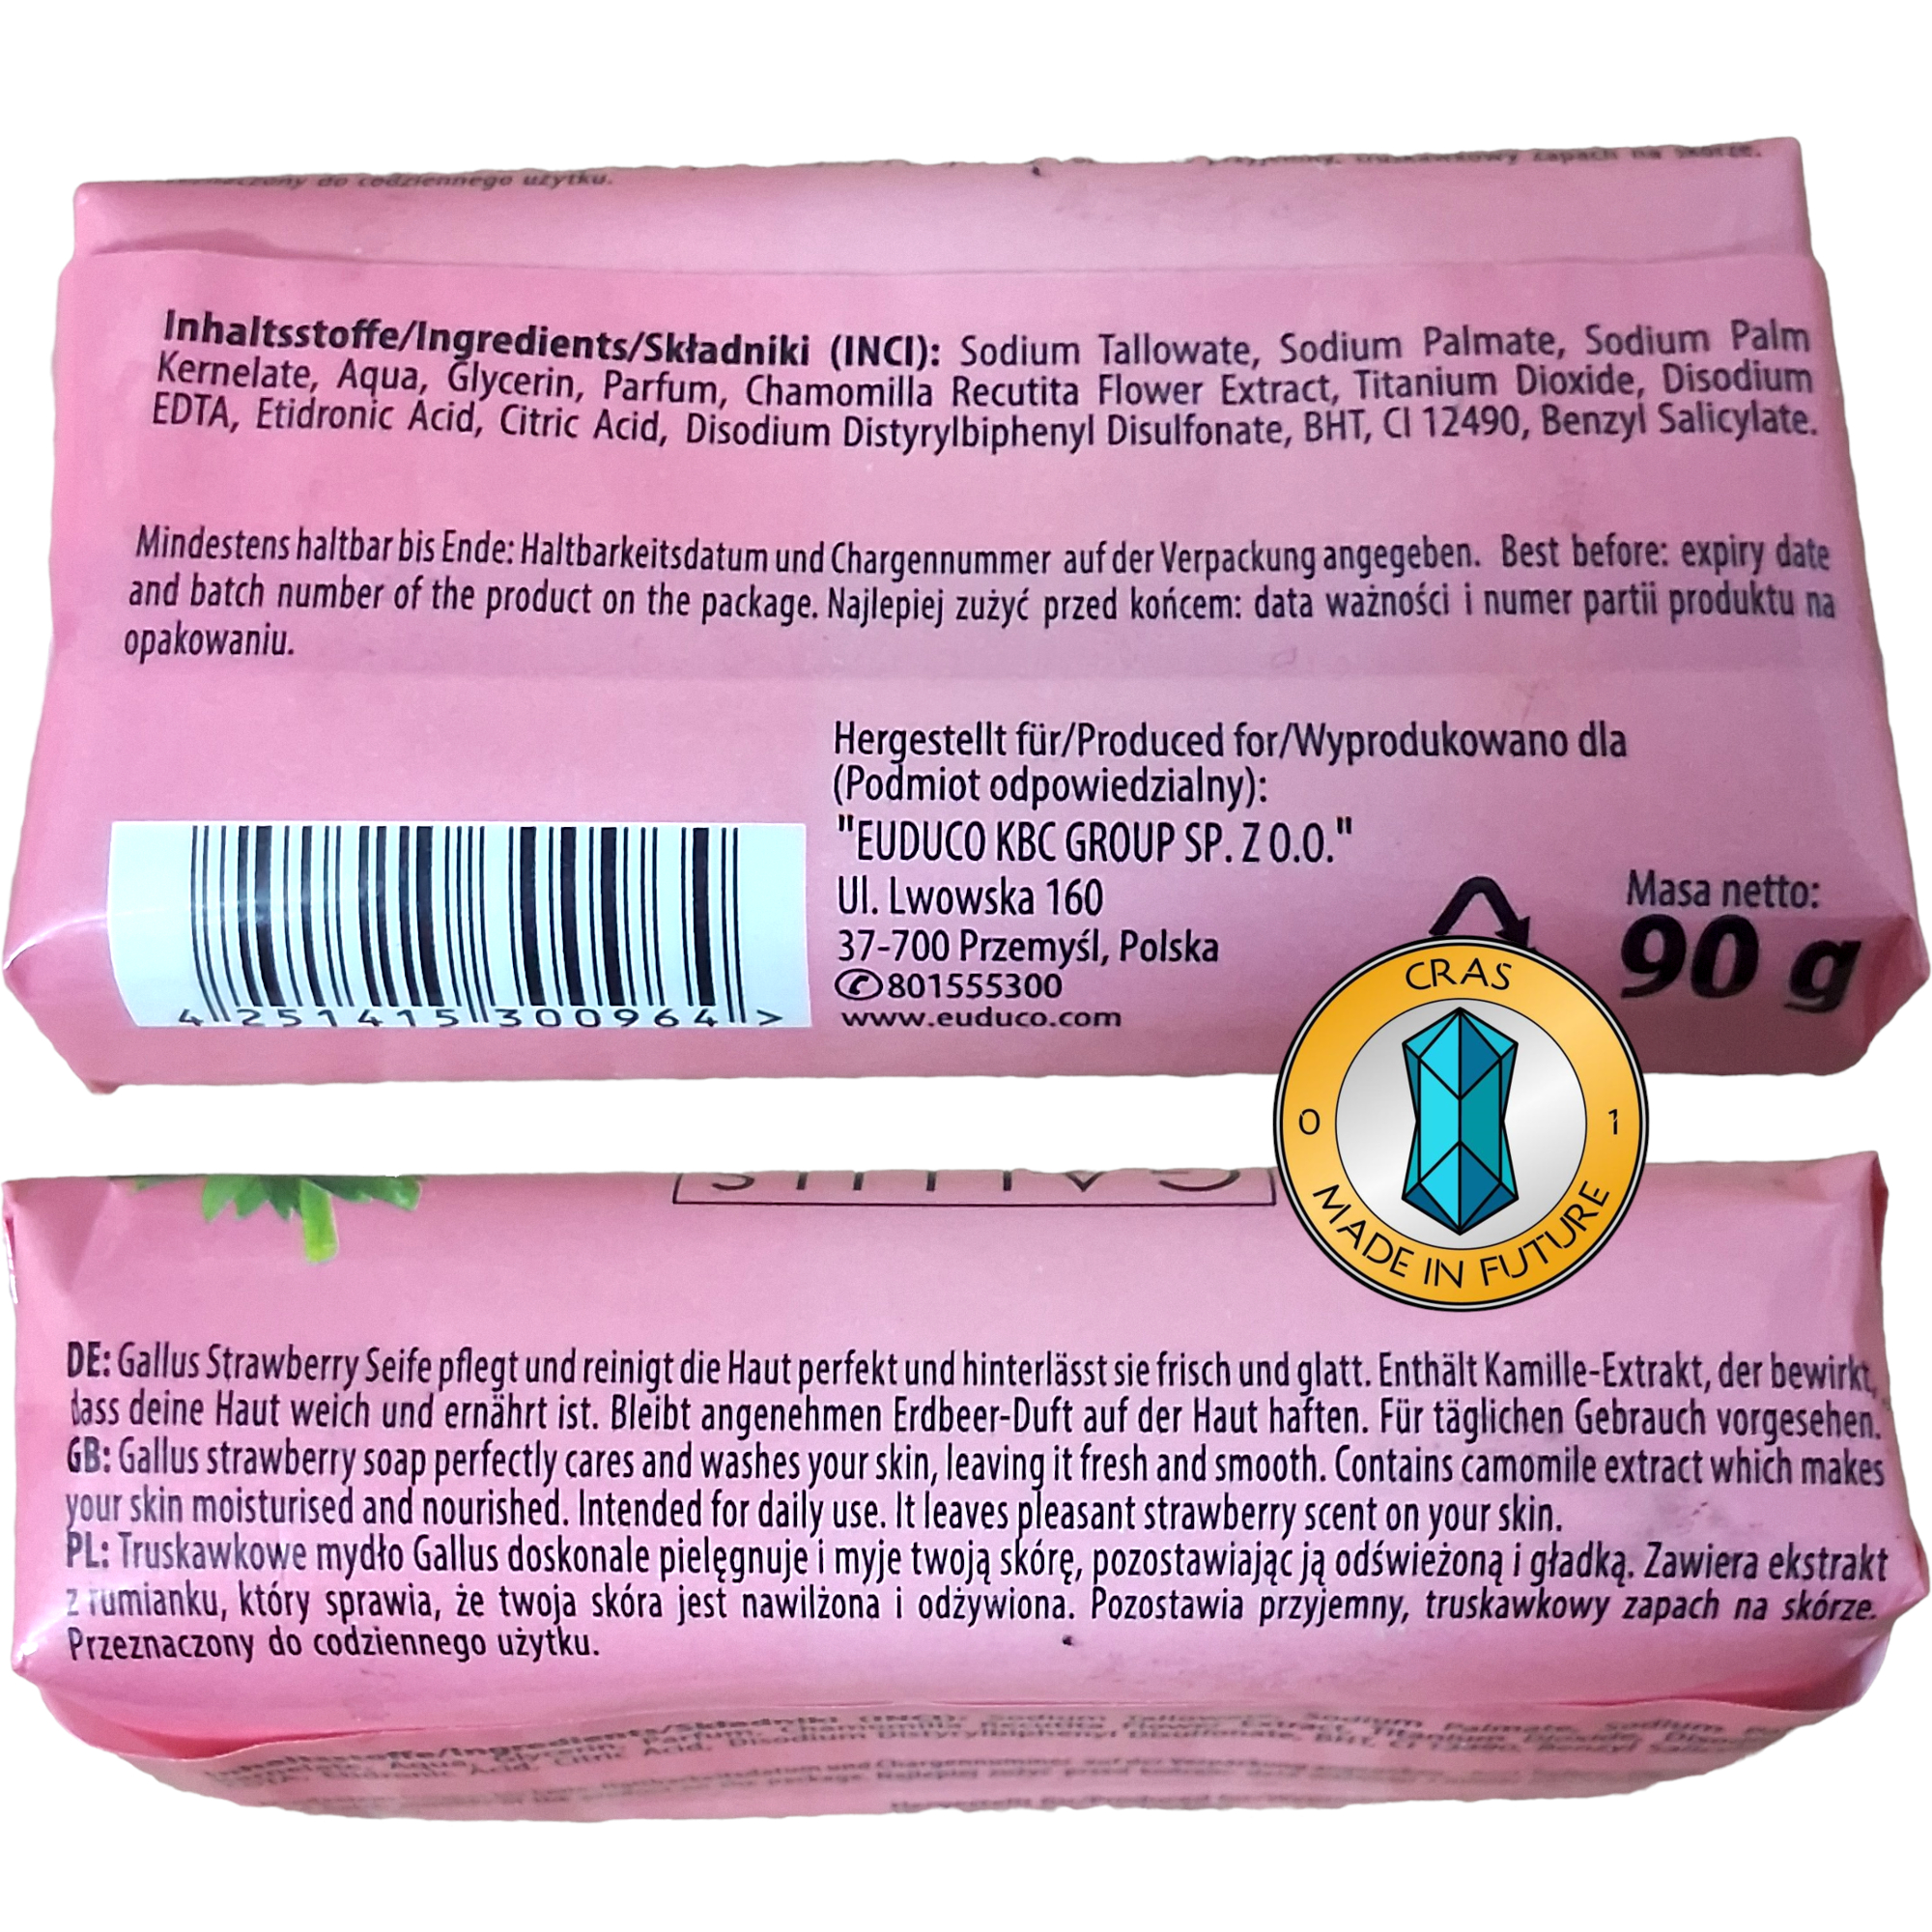 do codziennego użytku.
truskawkowy zapach na skórze.
Inhaltsstoffe/Ingredients/Składniki (INCI): Sodium Tallowate, Sodium Palmate, Sodium Palm
Kernelate, Aqua, Glycerin, Parfum, Chamomilla Recutita Flower Extract, Titanium Dioxide, Disodium
EDTA, Etidronic Acid, Citric Acid, Disodium Distyrylbiphenyl Disulfonate, BHT, CI 12490, Benzyl Salicylate.
Mindestens haltbar bis Ende: Haltbarkeitsdatum und Chargennummer auf der Verpackung angegeben. Best before: expiry date
and batch number of the product on the package. Najlepiej zużyć przed końcem: data ważności i numer partii produktu na
opakowaniu.
Hergestellt für/Produced for/Wyprodukowano dla
(Podmiot odpowiedzialny):
"EUDUCO KBC GROUP SP. Z O.O."
Ul. Lwowska 160
37-700 Przemyśl, Polska
✆801555300
www.euduco.com
4 251415 300964 >
Masa netto:
90 g
CRAS
0 1
MADE IN FUTURE
DE: Gallus Strawberry Seife pflegt und reinigt die Haut perfekt und hinterlässt sie frisch und glatt. Enthält Kamille-Extrakt, der bewirkt,
dass deine Haut weich und ernährt ist. Bleibt angenehmen Erdbeer-Duft auf der Haut haften. Für täglichen Gebrauch vorgesehen.
GB: Gallus strawberry soap perfectly cares and washes your skin, leaving it fresh and smooth. Contains camomile extract which makes
your skin moisturised and nourished. Intended for daily use. It leaves pleasant strawberry scent on your skin.
PL: Truskawkowe mydło Gallus doskonale pielęgnuje i myje twoją skórę, pozostawiając ją odświeżoną i gładką. Zawiera ekstrakt
z rumianku, który sprawia, że twoja skóra jest nawilżona i odżywiona. Pozostawia przyjemny, truskawkowy zapach na skórze.
Przeznaczony do codziennego użytku.